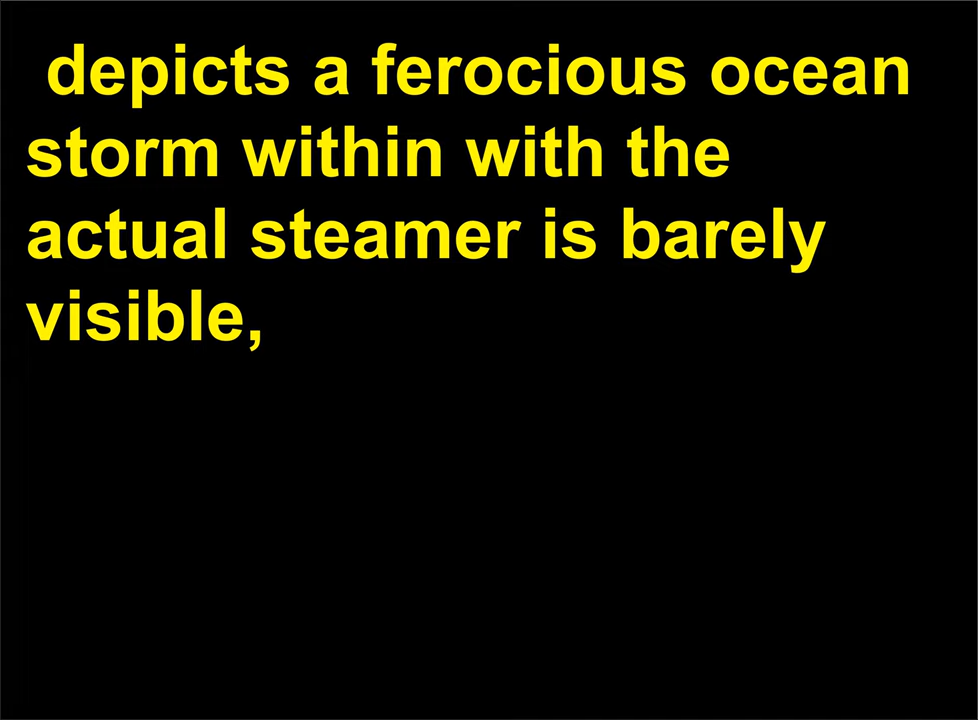 depicts a ferocious ocean
storm within with the
actual steamer is barely
visible,